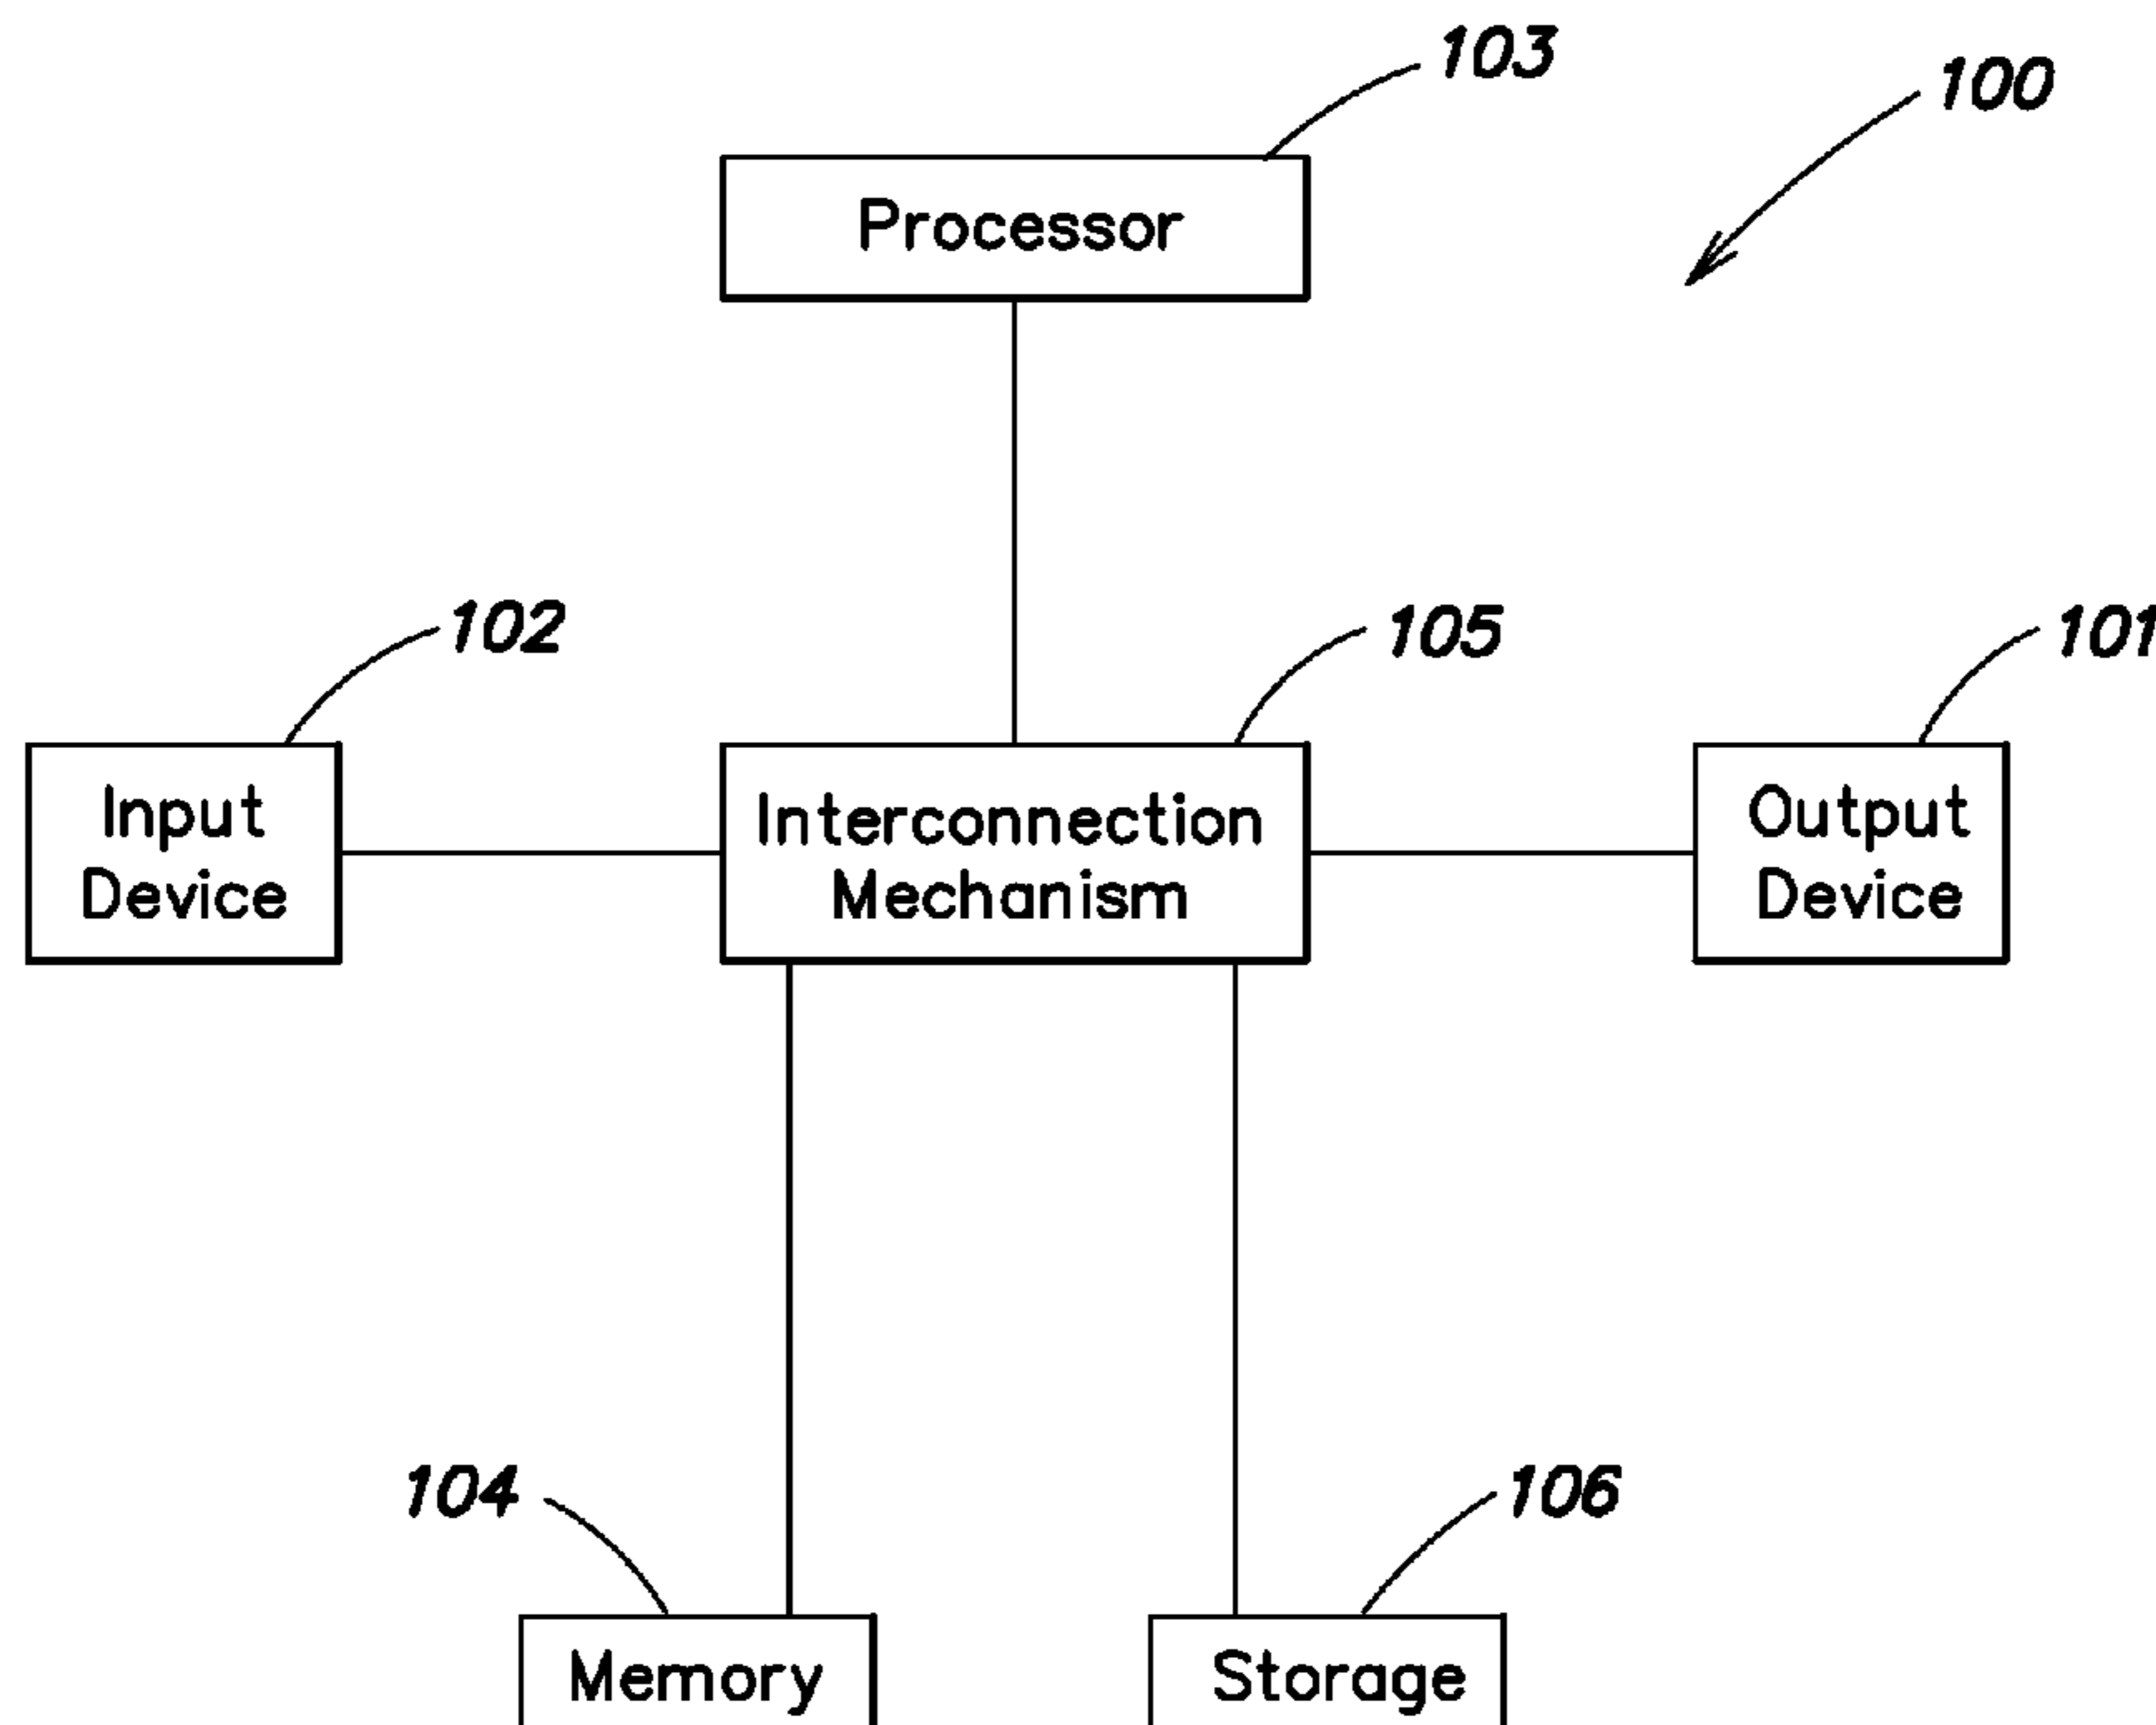 103
100
Processor
102
105
101
Input
Device
Interconnection
Mechanism
Output
Device
104
106
Memory
Storage